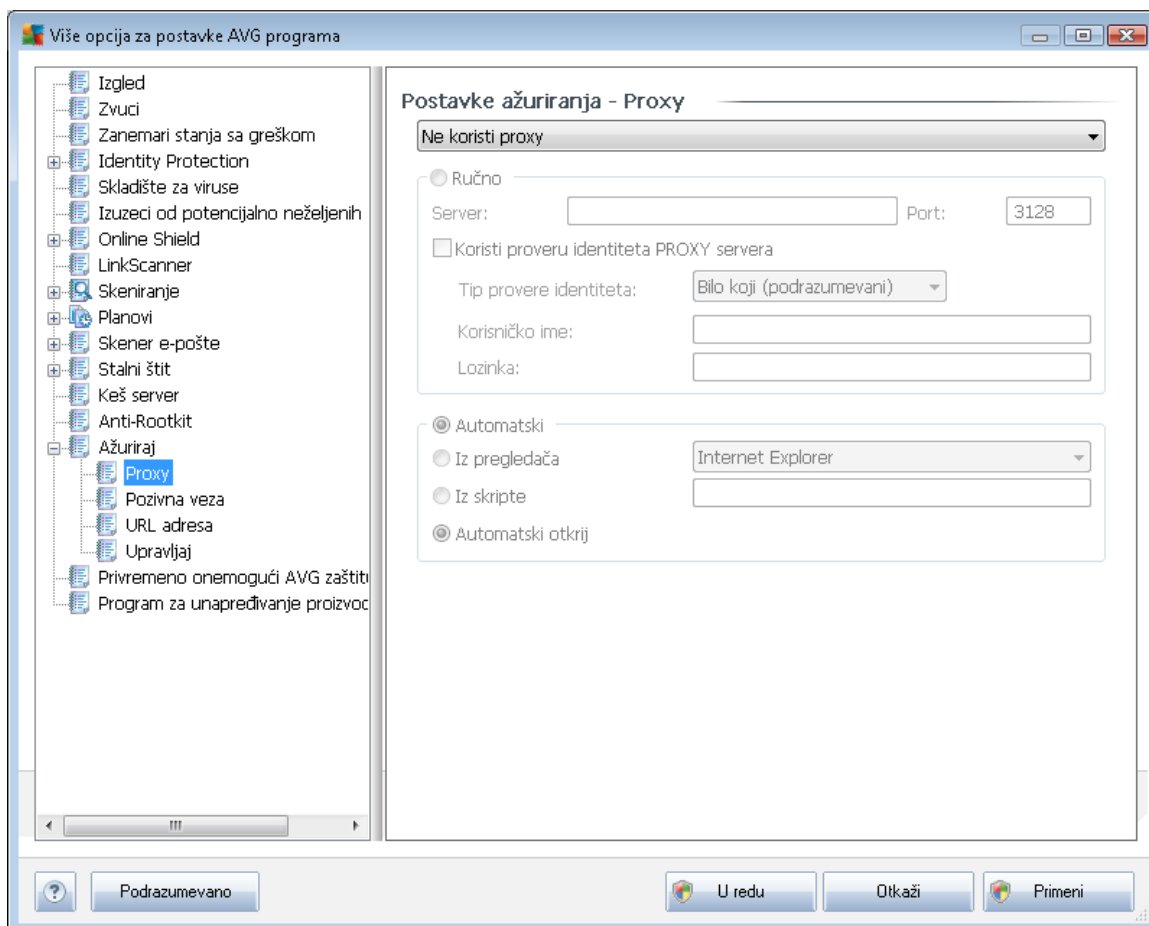 Više opcija za postavke AVG programa
Izgled
Zvuci
Zanemari stanja sa greškom
Identity Protection
Skladište za viruse
Izuzeci od potencijalno neželjenih
Online Shield
LinkScanner
Skeniranje
Planovi
Skener e-pošte
Stalni štit
Keš server
Anti-Rootkit
Ažuriraj
Proxy
Pozivna veza
URL adresa
Upravljaj
Privremeno onemogući AVG zaštitu
Program za unapređivanje proizvod
Postavke ažuriranja - Proxy
Ne koristi proxy
Ručno
Server:
Port: 3128
Koristi proveru identiteta PROXY servera
Tip provere identiteta: Bilo koji (podrazumevani)
Korisničko ime:
Lozinka:
Automatski
Iz pregledača Internet Explorer
Iz skripte
Automatski otkrij
? Podrazumevano U redu Otkaži Primeni